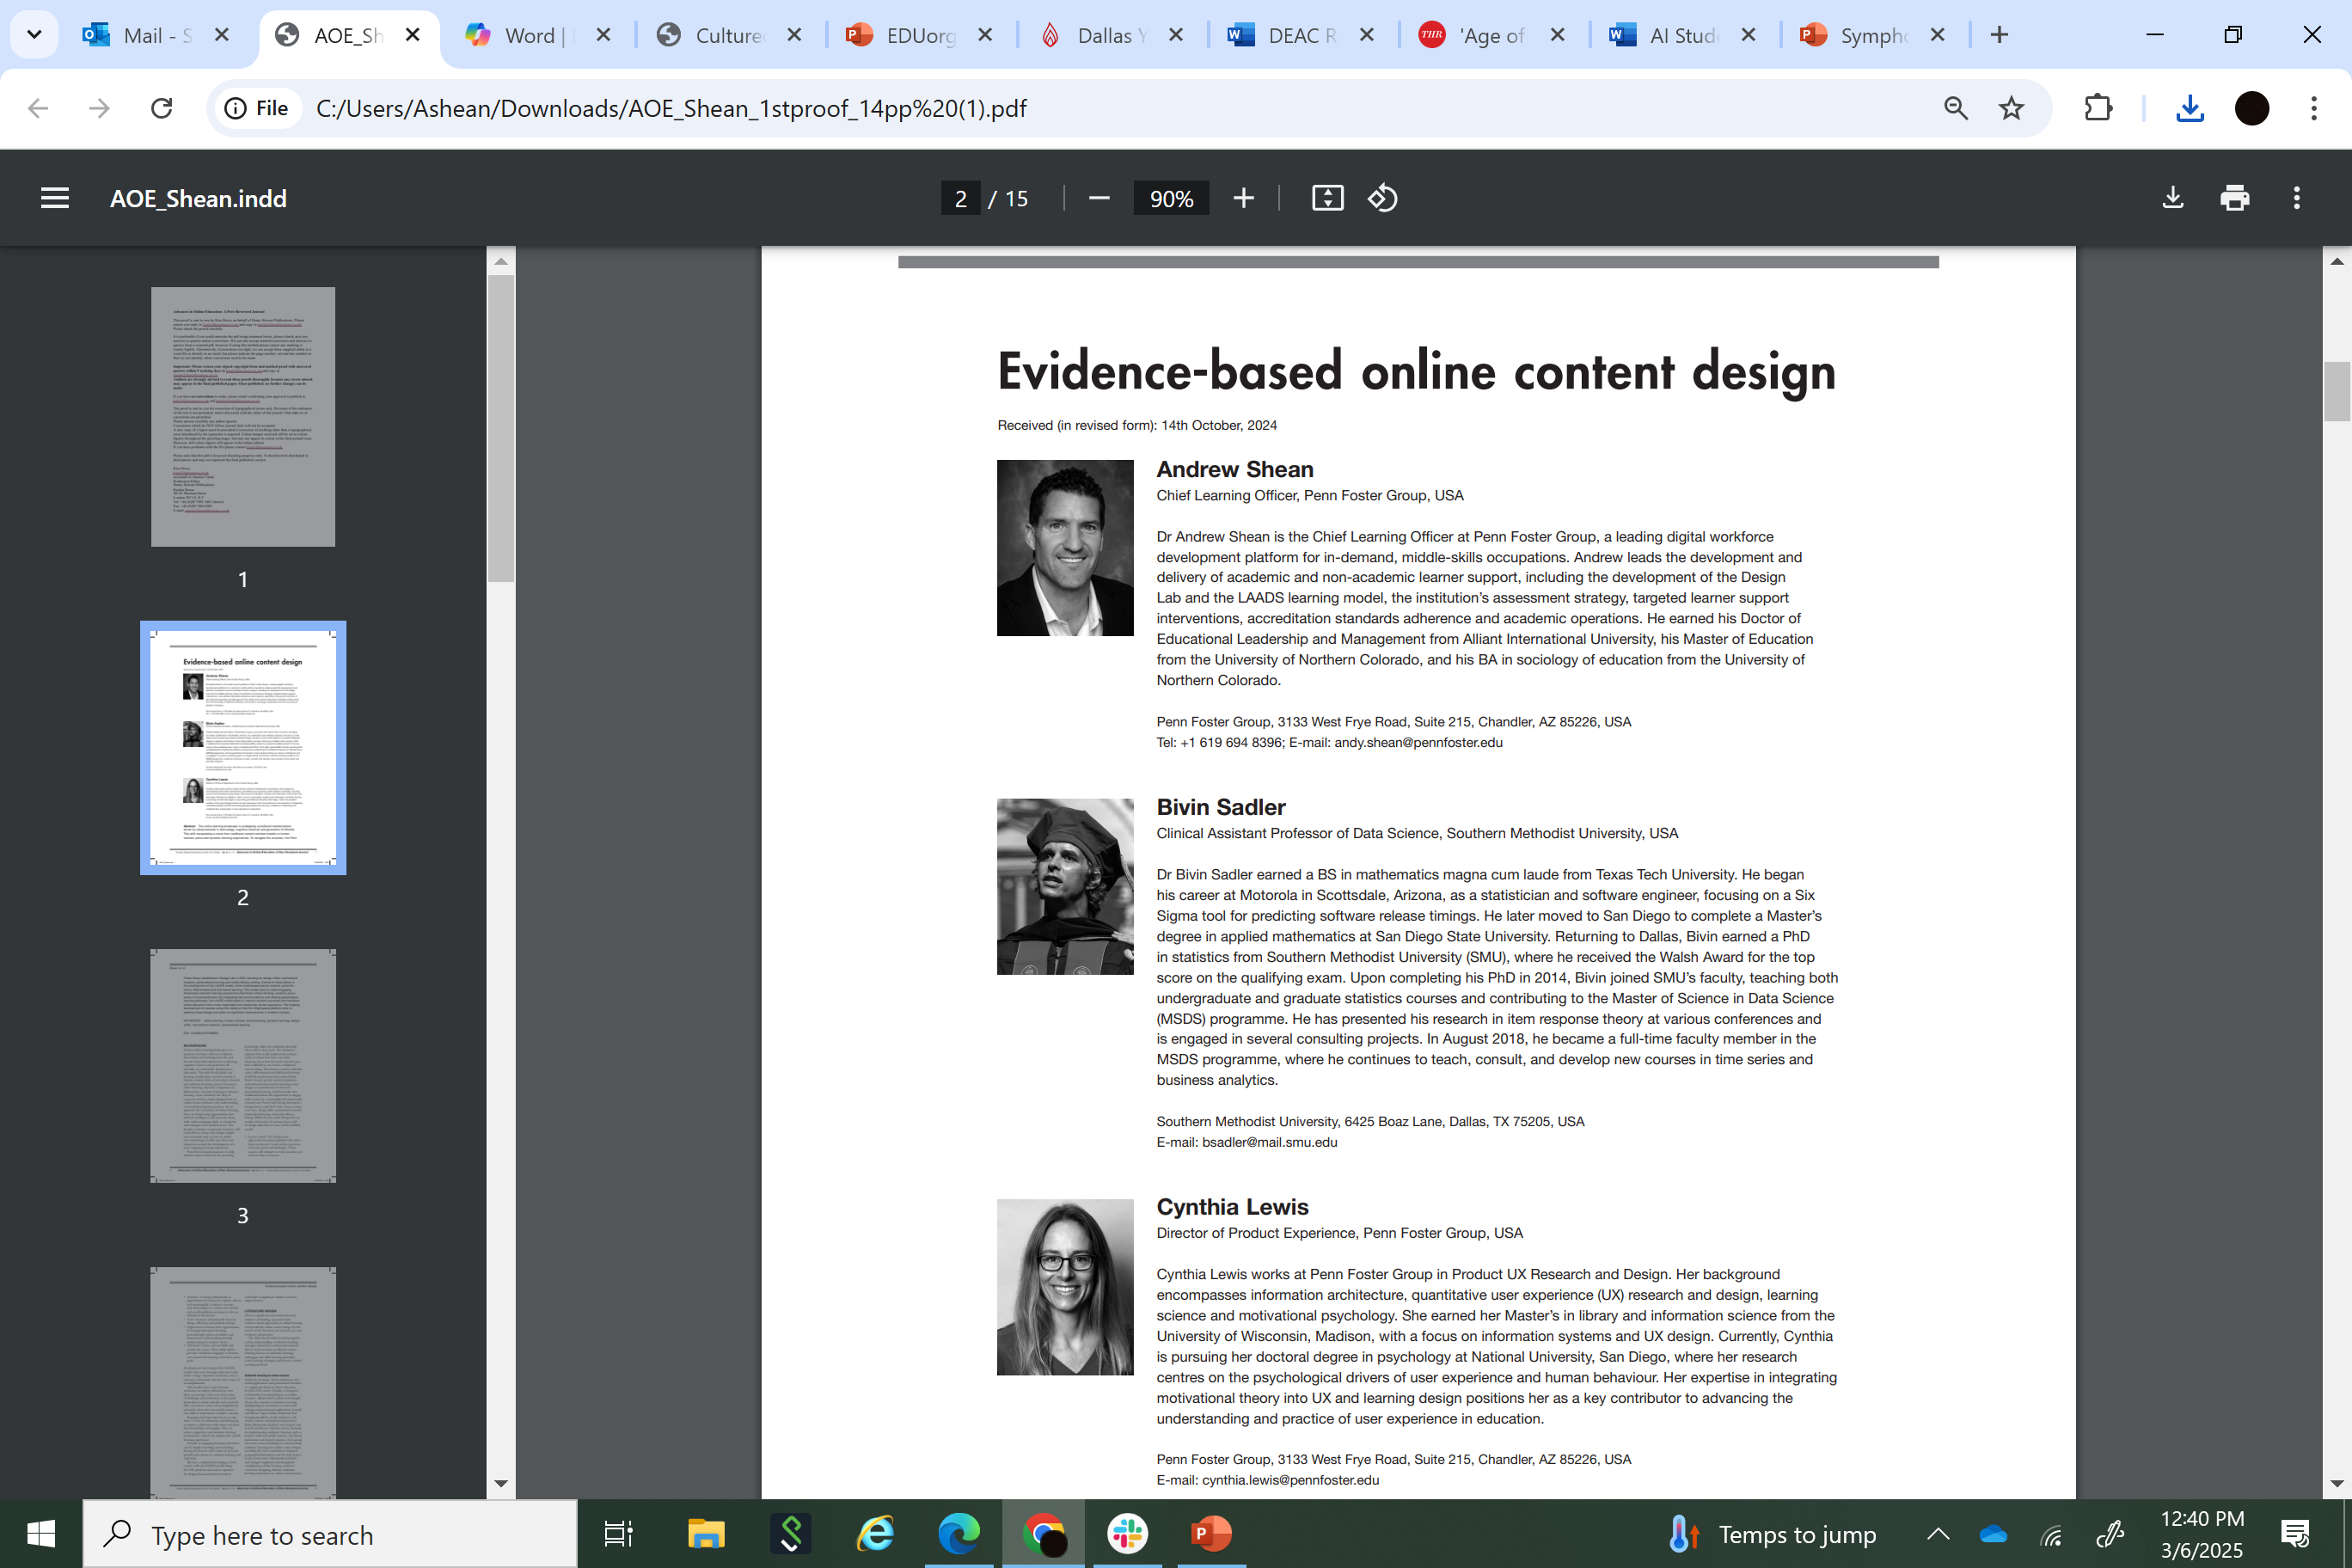 Mail - S
AOE_Sh
Word |
Culture
EDUorg
Dallas Y
DEAC R
'Age of
AI Stud
Sympho
File
C:/Users/Ashean/Downloads/AOE_Shean_1stproof_14pp%20(1).pdf
AOE_Shean.indd
2 / 15
90%
1
2
3
Evidence-based online content design
Received (in revised form): 14th October, 2024
Andrew Shean
Chief Learning Officer, Penn Foster Group, USA
Dr Andrew Shean is the Chief Learning Officer at Penn Foster Group, a leading digital workforce
development platform for in-demand, middle-skills occupations. Andrew leads the development and
delivery of academic and non-academic learner support, including the development of the Design
Lab and the LAADS learning model, the institution's assessment strategy, targeted learner support
interventions, accreditation standards adherence and academic operations. He earned his Doctor of
Educational Leadership and Management from Alliant International University, his Master of Education
from the University of Northern Colorado, and his BA in sociology of education from the University of
Northern Colorado.
Penn Foster Group, 3133 West Frye Road, Suite 215, Chandler, AZ 85226, USA
Tel: +1 619 694 8396; E-mail: andy.shean@pennfoster.edu
Bivin Sadler
Clinical Assistant Professor of Data Science, Southern Methodist University, USA
Dr Bivin Sadler earned a BS in mathematics magna cum laude from Texas Tech University. He began
his career at Motorola in Scottsdale, Arizona, as a statistician and software engineer, focusing on a Six
Sigma tool for predicting software release timings. He later moved to San Diego to complete a Master's
degree in applied mathematics at San Diego State University. Returning to Dallas, Bivin earned a PhD
in statistics from Southern Methodist University (SMU), where he received the Walsh Award for the top
score on the qualifying exam. Upon completing his PhD in 2014, Bivin joined SMU's faculty, teaching both
undergraduate and graduate statistics courses and contributing to the Master of Science in Data Science
(MSDS) programme. He has presented his research in item response theory at various conferences and
is engaged in several consulting projects. In August 2018, he became a full-time faculty member in the
MSDS programme, where he continues to teach, consult, and develop new courses in time series and
business analytics.
Southern Methodist University, 6425 Boaz Lane, Dallas, TX 75205, USA
E-mail: bsadler@mail.smu.edu
Cynthia Lewis
Director of Product Experience, Penn Foster Group, USA
Cynthia Lewis works at Penn Foster Group in Product UX Research and Design. Her background
encompasses information architecture, quantitative user experience (UX) research and design, learning
science and motivational psychology. She earned her Master's in library and information science from the
University of Wisconsin, Madison, with a focus on information systems and UX design. Currently, Cynthia
is pursuing her doctoral degree in psychology at National University, San Diego, where her research
centres on the psychological drivers of user experience and human behaviour. Her expertise in integrating
motivational theory into UX and learning design positions her as a key contributor to advancing the
understanding and practice of user experience in education.
Penn Foster Group, 3133 West Frye Road, Suite 215, Chandler, AZ 85226, USA
E-mail: cynthia.lewis@pennfoster.edu
Type here to search
Temps to jump
12:40 PM
3/6/2025